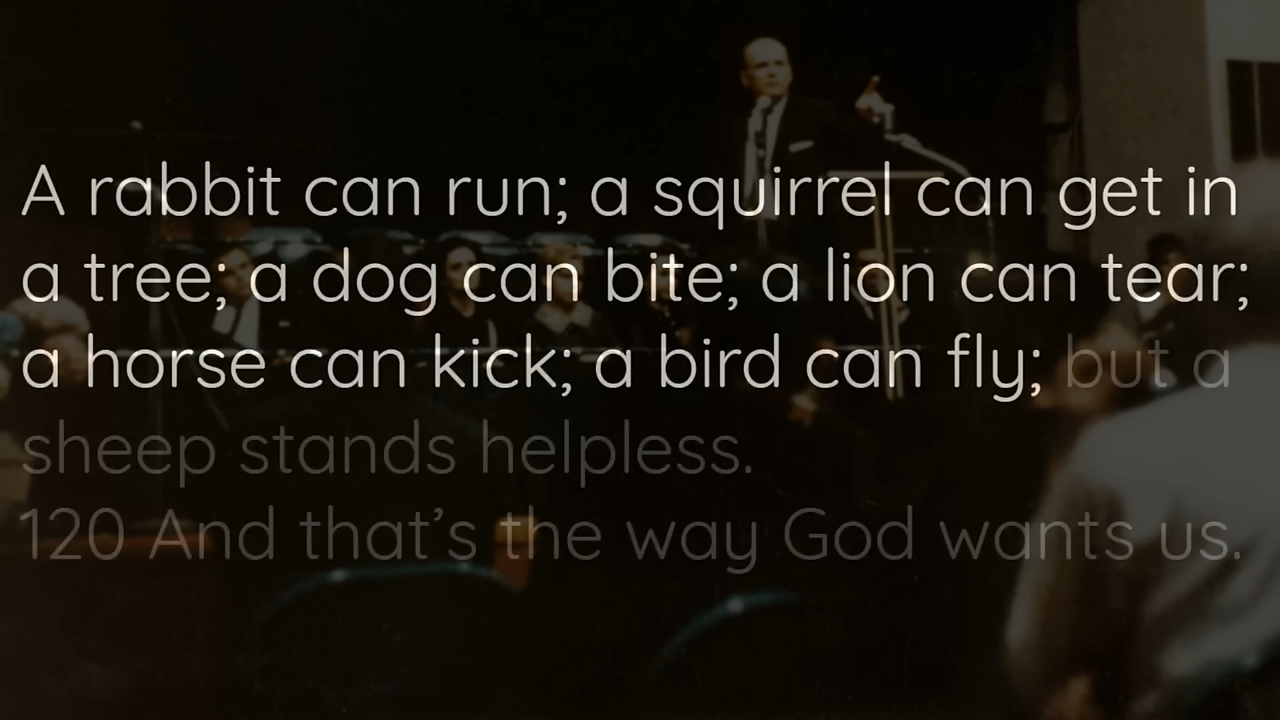 A rabbit can run; a squirrel can get in
a tree; a dog can bite; a lion can tear;
a horse can kick; a bird can fly; but a
sheep stands helpless.
120 And that’s the way God wants us.